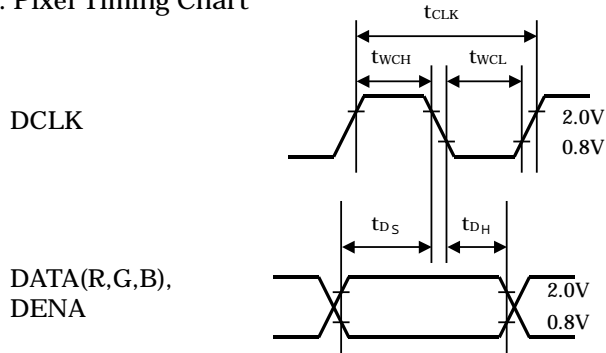 . Pixel Timing Chart
tCLK
tWCH
tWCL
DCLK
2.0V
0.8V
tDS
tDH
DATA(R,G,B),
DENA
2.0V
0.8V